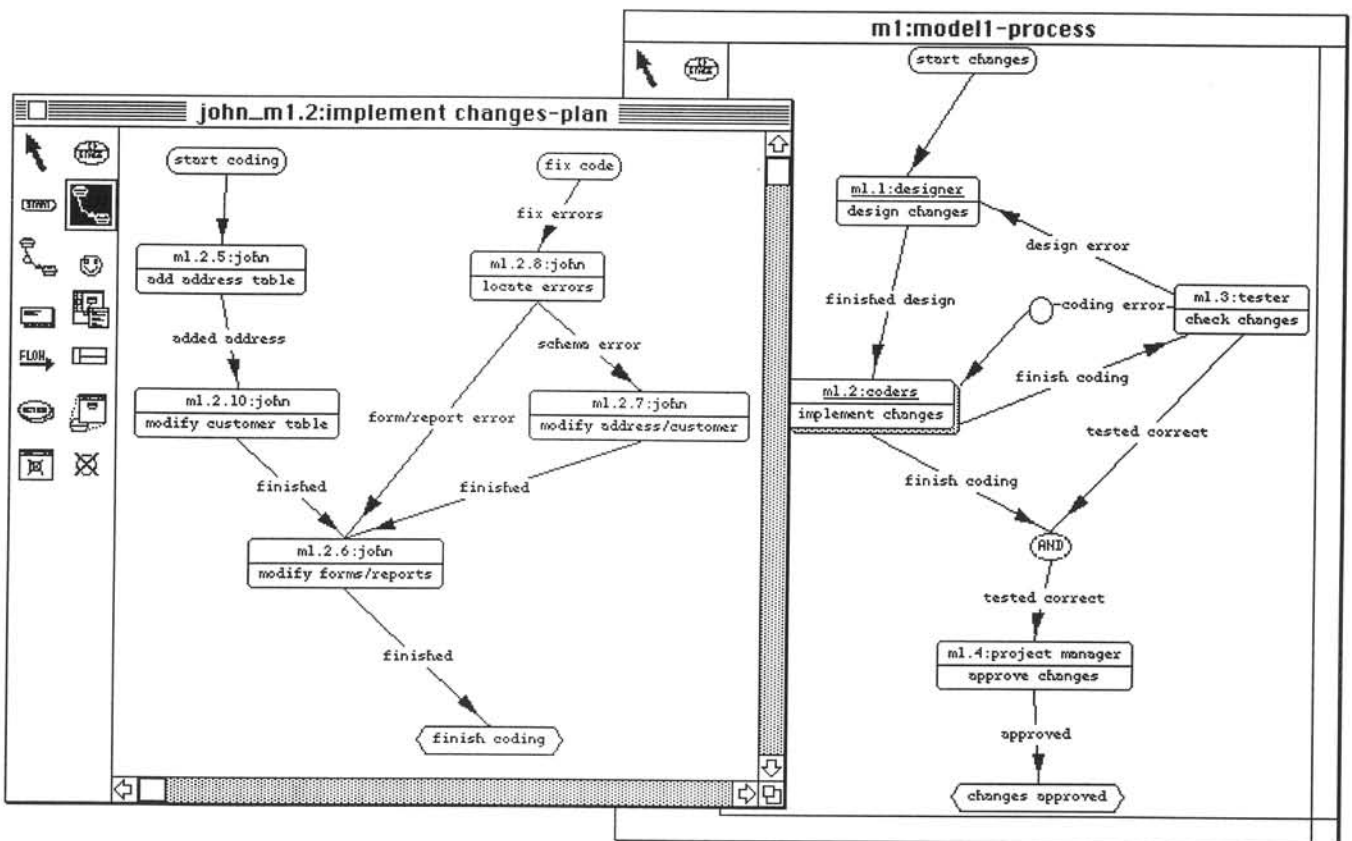 m1:model1-process
start changes
m1.1:designer
design changes
design error
finished design
coding error
m1.3:tester
check changes
finish coding
m1.2:coders
implement changes
tested correct
finish coding
AND
tested correct
m1.4:project manager
approve changes
approved
changes approved
john_m1.2:implement changes-plan
START
FLOW
ACTION
start coding
fix code
fix errors
m1.2.5:john
add address table
m1.2.8:john
locate errors
added address
schema error
m1.2.10:john
modify customer table
form/report error
m1.2.7:john
modify address/customer
finished
finished
m1.2.6:john
modify forms/reports
finished
finish coding